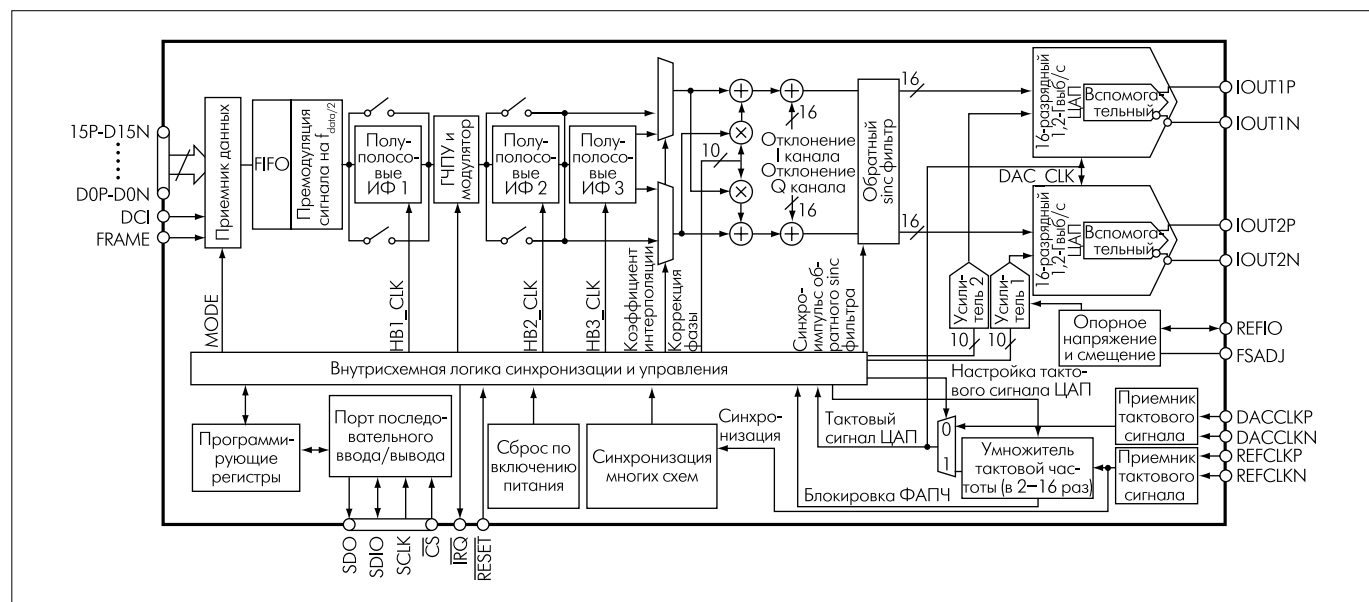 15P-D15N
D0P-D0N
DCI
FRAME
Приемник данных
FIFO
Премодуляция
сигнала на f data/2
Полу-
полосовые
ИФ 1
ГЧПУ и
модулятор
Полу-
полосовые
ИФ 2
Полу-
полосовые
ИФ 3
10
16
Отклонение
I канала
Отклонение
Q канала
16
Обратный
sinc фильтр
16
16
16-разрядный
1,2-Гвыб/с
ЦАП
Вспомога-
тельный
DAC_CLK
16-разрядный
1,2-Гвыб/с
ЦАП
Вспомога-
тельный
IOUT1P
IOUT1N
IOUT2P
IOUT2N
REFIO
FSADJ
DACCLKP
DACCLKN
REFCLKP
REFCLKN
MODE
HB1_CLK
HB2_CLK
HB3_CLK
Коэффициент
интерполяции
Коррекция
фазы
Синхро-
импульс об-
ратного sinc
фильтра
Усили-
тель 2
Усили-
тель 1
10
10
Опорное
напряжение
и смещение
Внутрисхемная логика синхронизации и управления
Настройка такто-
вого сигнала ЦАП
Программи-
рующие
регистры
Порт последо-
вательного
ввода/вывода
Сброс по
включению
питания
Синхронизация
многих схем
Синхро-
низация
Тактовый
сигнал ЦАП
0
1
Умножитель
тактовой час-
тоты (в 2–16 раз)
Приемник
тактового
сигнала
Приемник
тактового
сигнала
Блокировка ФАПЧ
SDO
SDIO
SCLK
CS
IRQ
RESET